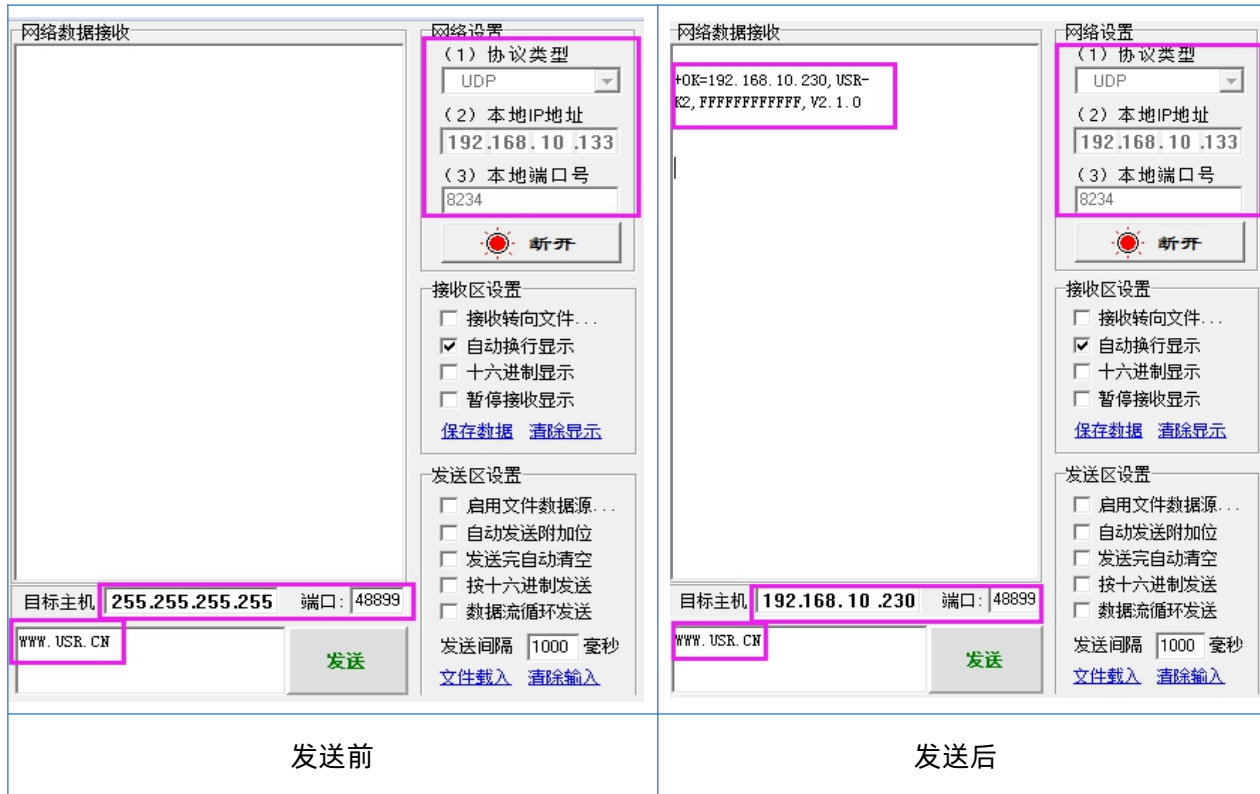 网络数据接收
网络设置
（1）协议类型
UDP
（2）本地IP地址
192.168.10.133
（3）本地端口号
8234
断开
接收区设置
接收转向文件...
自动换行显示
十六进制显示
暂停接收显示
保存数据 清除显示
发送区设置
启用文件数据源...
自动发送附加位
发送完自动清空
按十六进制发送
数据流循环发送
发送间隔 1000 毫秒
文件载入 清除输入
目标主机 255.255.255.255 端口: 48899
WWW.USR.CN
发送
发送前
网络数据接收
+OK=192.168.10.230,USR-
K2,FFFFFFFFFFFF,V2.1.0
网络设置
（1）协议类型
UDP
（2）本地IP地址
192.168.10.133
（3）本地端口号
8234
断开
接收区设置
接收转向文件...
自动换行显示
十六进制显示
暂停接收显示
保存数据 清除显示
发送区设置
启用文件数据源...
自动发送附加位
发送完自动清空
按十六进制发送
数据流循环发送
发送间隔 1000 毫秒
文件载入 清除输入
目标主机 192.168.10.230 端口: 48899
WWW.USR.CN
发送
发送后